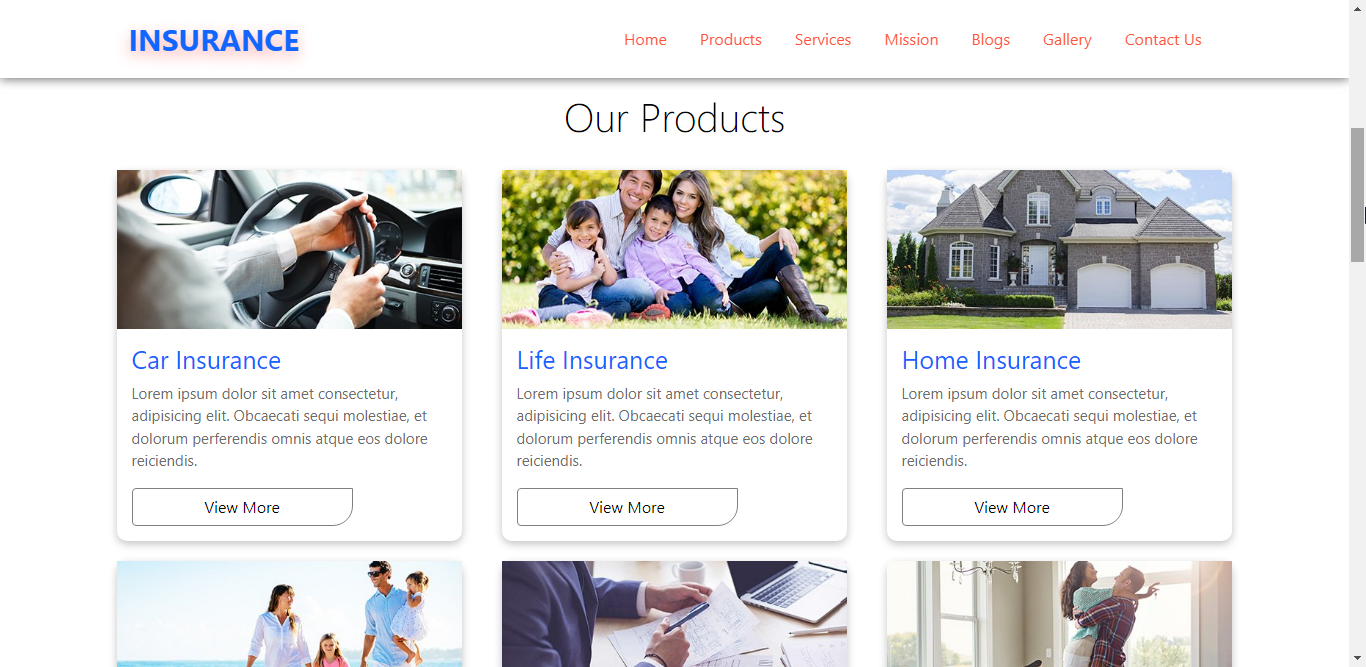 INSURANCE
Home Products Services Mission Blogs Gallery Contact Us
Our Products
Car Insurance
Lorem ipsum dolor sit amet consectetur,
adipisicing elit. Obcaecati sequi molestiae, et
dolorum perferendis omnis atque eos dolore
reiciendis.
View More
Life Insurance
Lorem ipsum dolor sit amet consectetur,
adipisicing elit. Obcaecati sequi molestiae, et
dolorum perferendis omnis atque eos dolore
reiciendis.
View More
Home Insurance
Lorem ipsum dolor sit amet consectetur,
adipisicing elit. Obcaecati sequi molestiae, et
dolorum perferendis omnis atque eos dolore
reiciendis.
View More